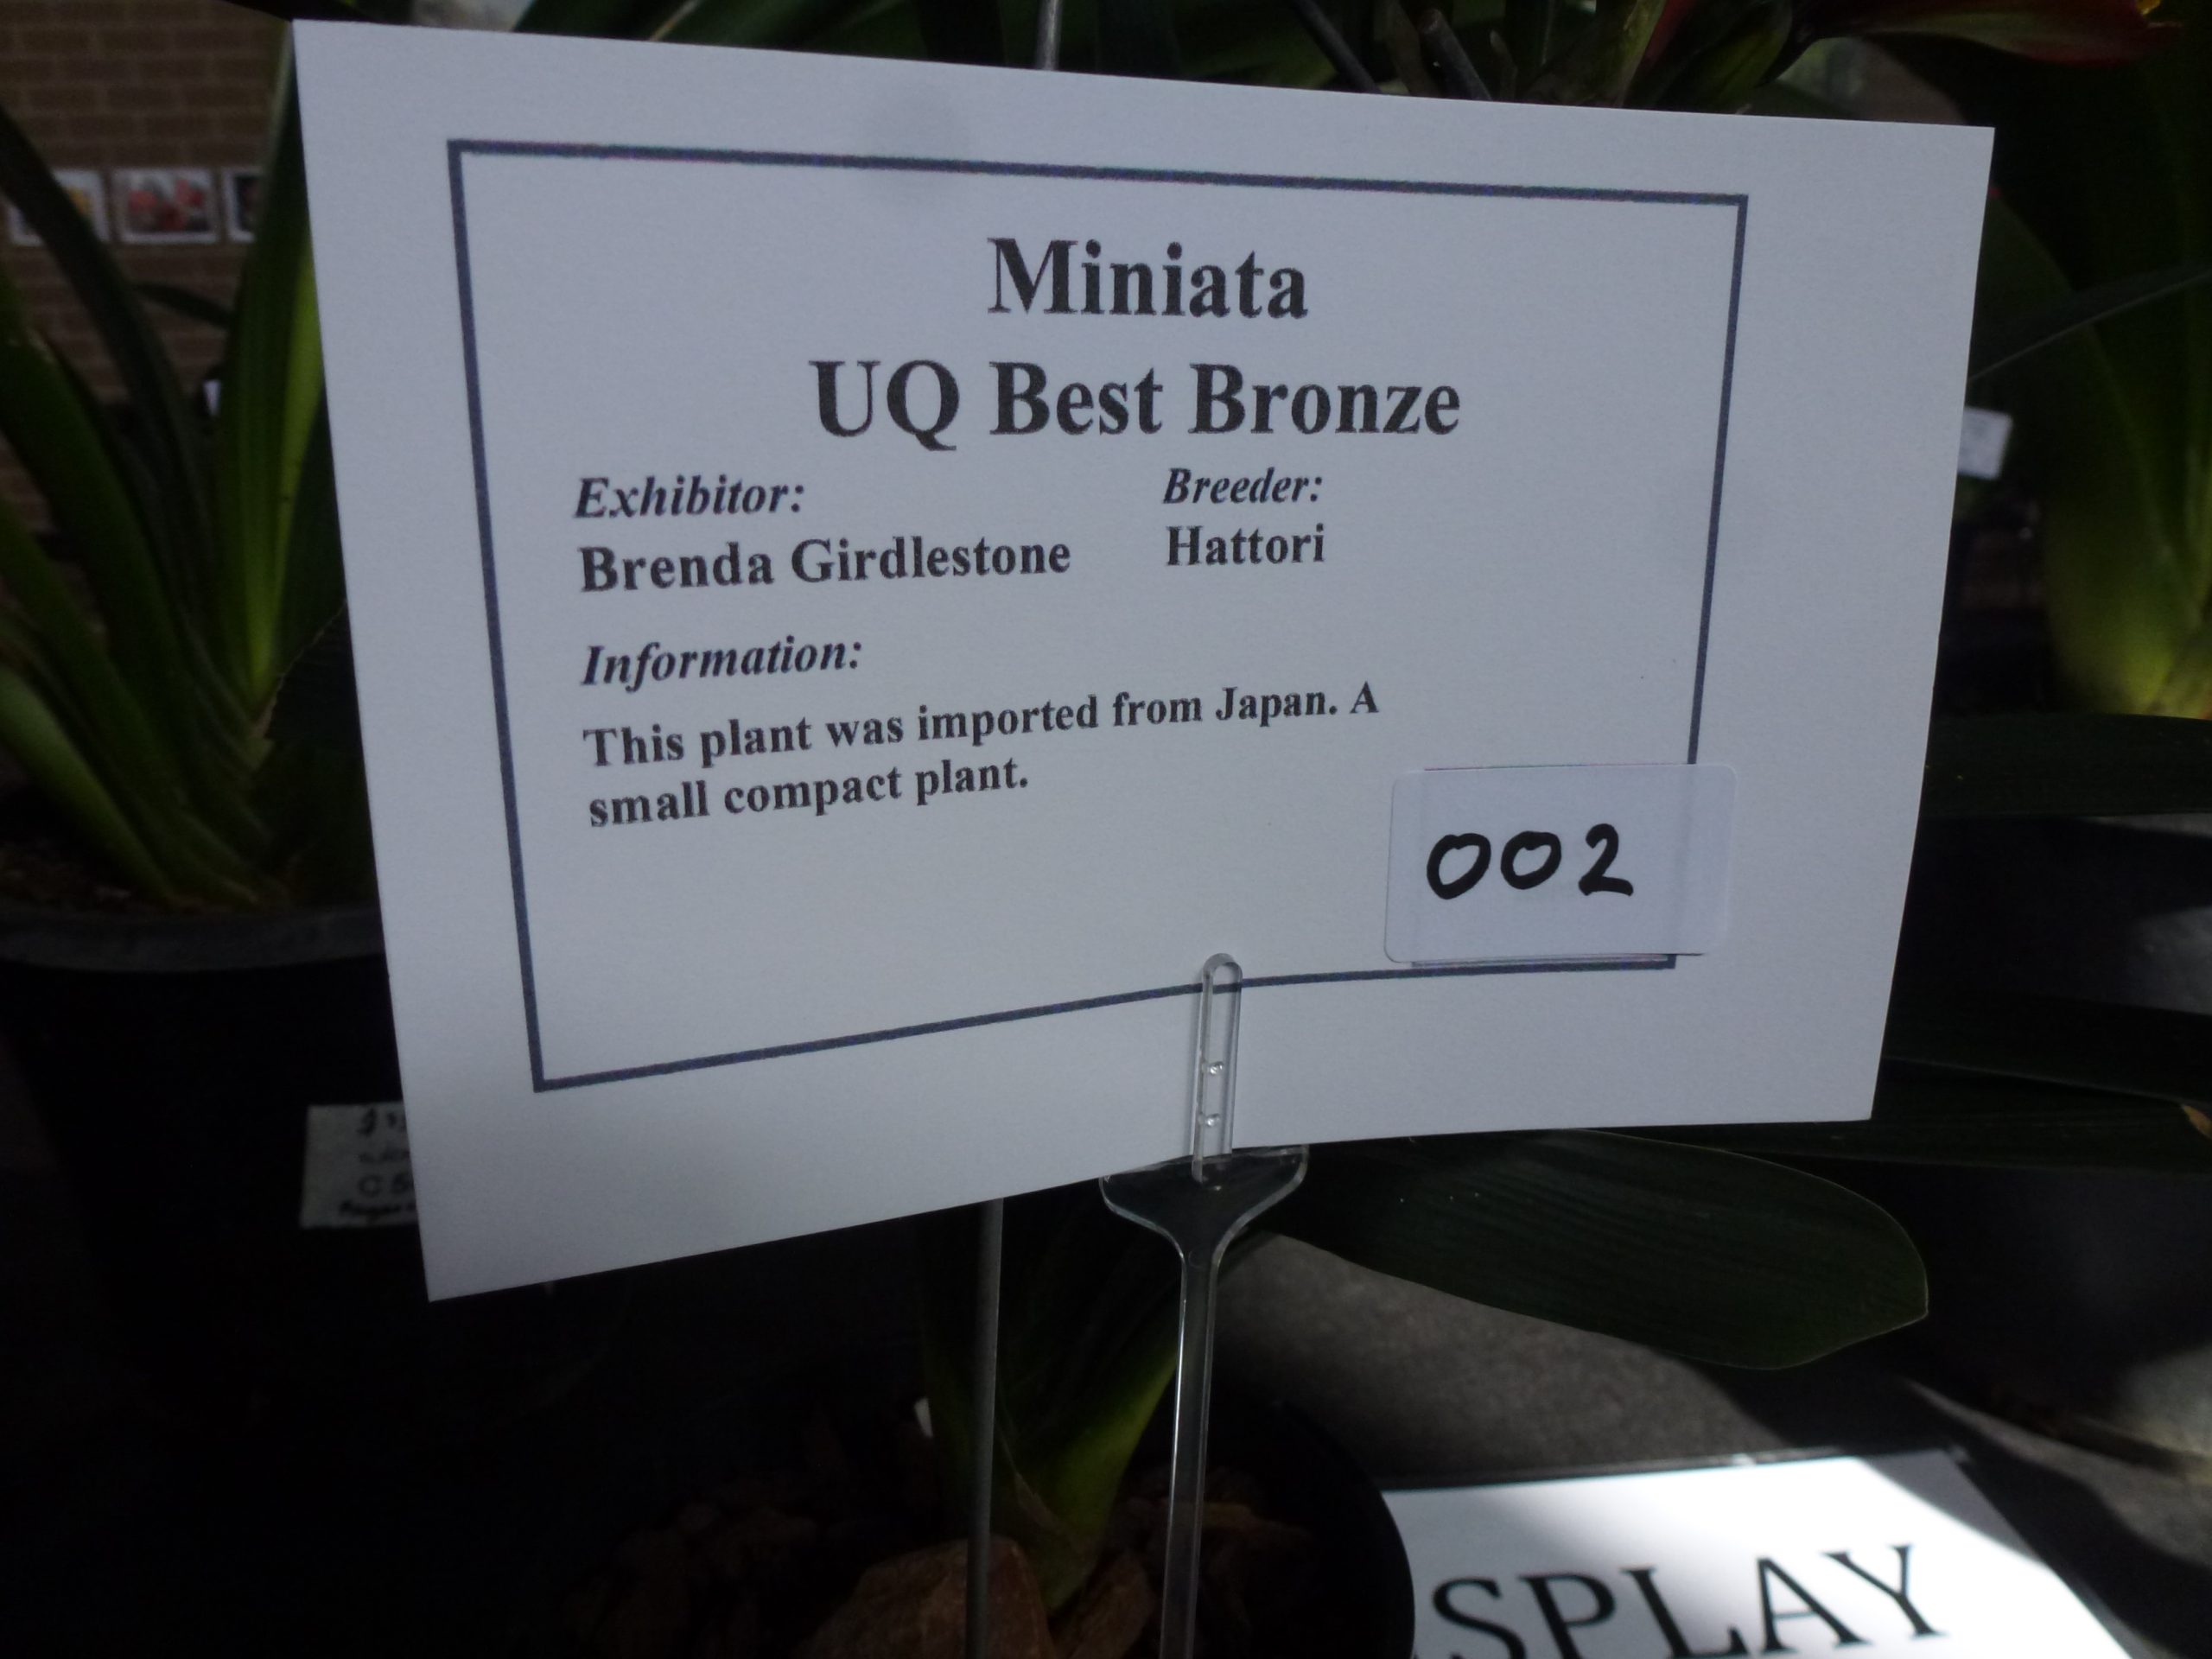 Miniata
UQ Best Bronze
Exhibitor:
Breeder:
Brenda Girdlestone
Hattori
Information:
This plant was imported from Japan. A
small compact plant.
002
SPLAY